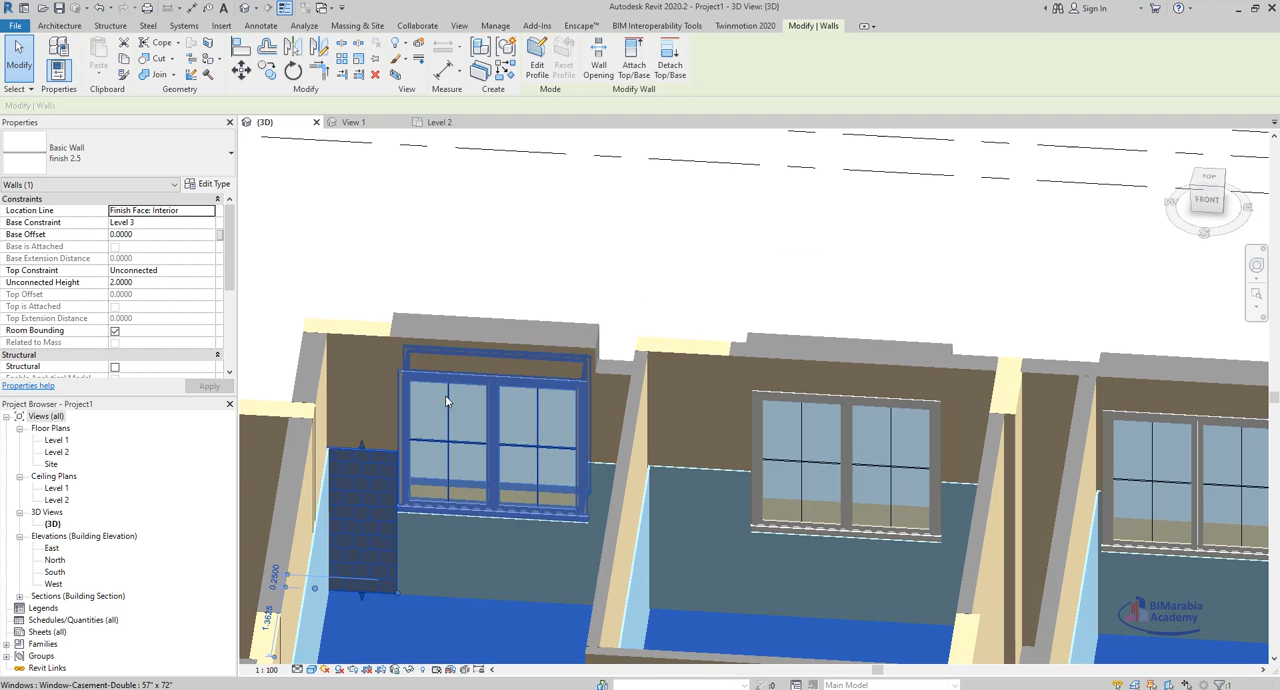 Autodesk Revit 2020.2 - Project1 - 3D View: {3D}
Sign In
File Architecture Structure Steel Systems Insert Annotate Analyze Massing & Site Collaborate View Manage Add-Ins Enscape™ BIM Interoperability Tools Twinmotion 2020 Modify | Walls
Modify
Paste
Cope
Cut
Join
Edit Profile
Reset Profile
Wall Opening
Attach Top/Base
Detach Top/Base
Select Properties Clipboard Geometry Modify View Measure Create Mode Modify Wall
Modify | Walls
Properties
{3D} View 1 Level 2
Basic Wall
finish 2.5
Walls (1) Edit Type
Constraints
Location Line Finish Face: Interior
Base Constraint Level 3
Base Offset 0.0000
Base is Attached
Base Extension Distance 0.0000
Top Constraint Unconnected
Unconnected Height 2.0000
Top Offset 0.0000
Top is Attached
Top Extension Distance 0.0000
Room Bounding
Related to Mass
Structural
Structural
Properties help Apply
Project Browser - Project1
Views (all)
Floor Plans
Level 1
Level 2
Site
Ceiling Plans
Level 1
Level 2
3D Views
{3D}
Elevations (Building Elevation)
East
North
South
West
Sections (Building Section)
Legends
Schedules/Quantities (all)
Sheets (all)
Families
Groups
Revit Links
TOP
FRONT
0.2500
1.3625
BIMarabia
Academy
1 : 100
Windows : Window-Casement-Double : 57" x 72"
:0
Main Model
:1